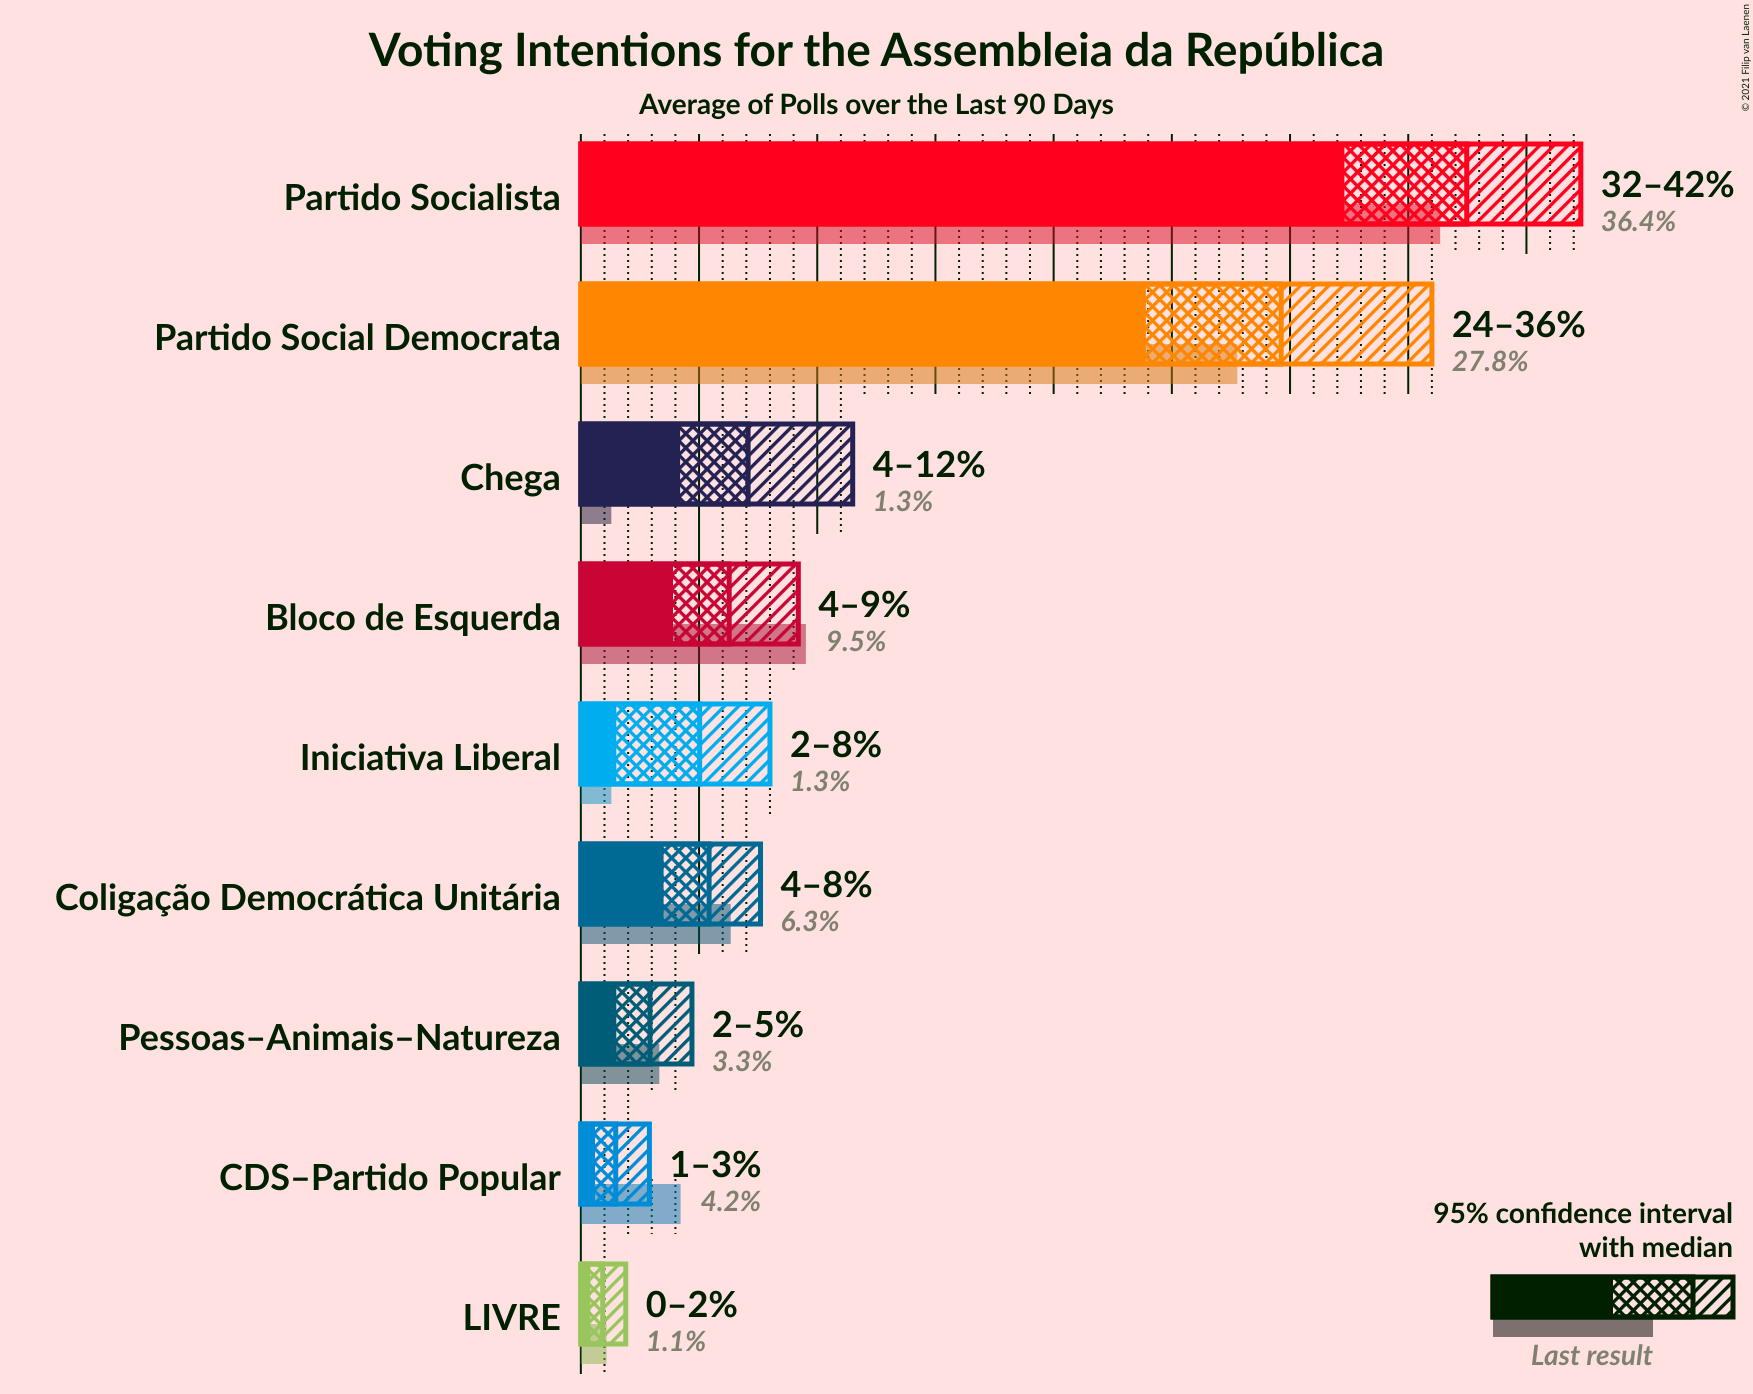 Voting Intentions for the Assembleia da República
Average of Polls over the Last 90 Days
© 2021 Filip van Laenen
Partido Socialista
32–42%
36.4%
Partido Social Democrata
24–36%
27.8%
Chega
4–12%
1.3%
Bloco de Esquerda
4–9%
9.5%
Iniciativa Liberal
2–8%
1.3%
Coligação Democrática Unitária
4–8%
6.3%
Pessoas–Animais–Natureza
2–5%
3.3%
CDS–Partido Popular
1–3%
4.2%
LIVRE
0–2%
1.1%
95% confidence interval
with median
Last result